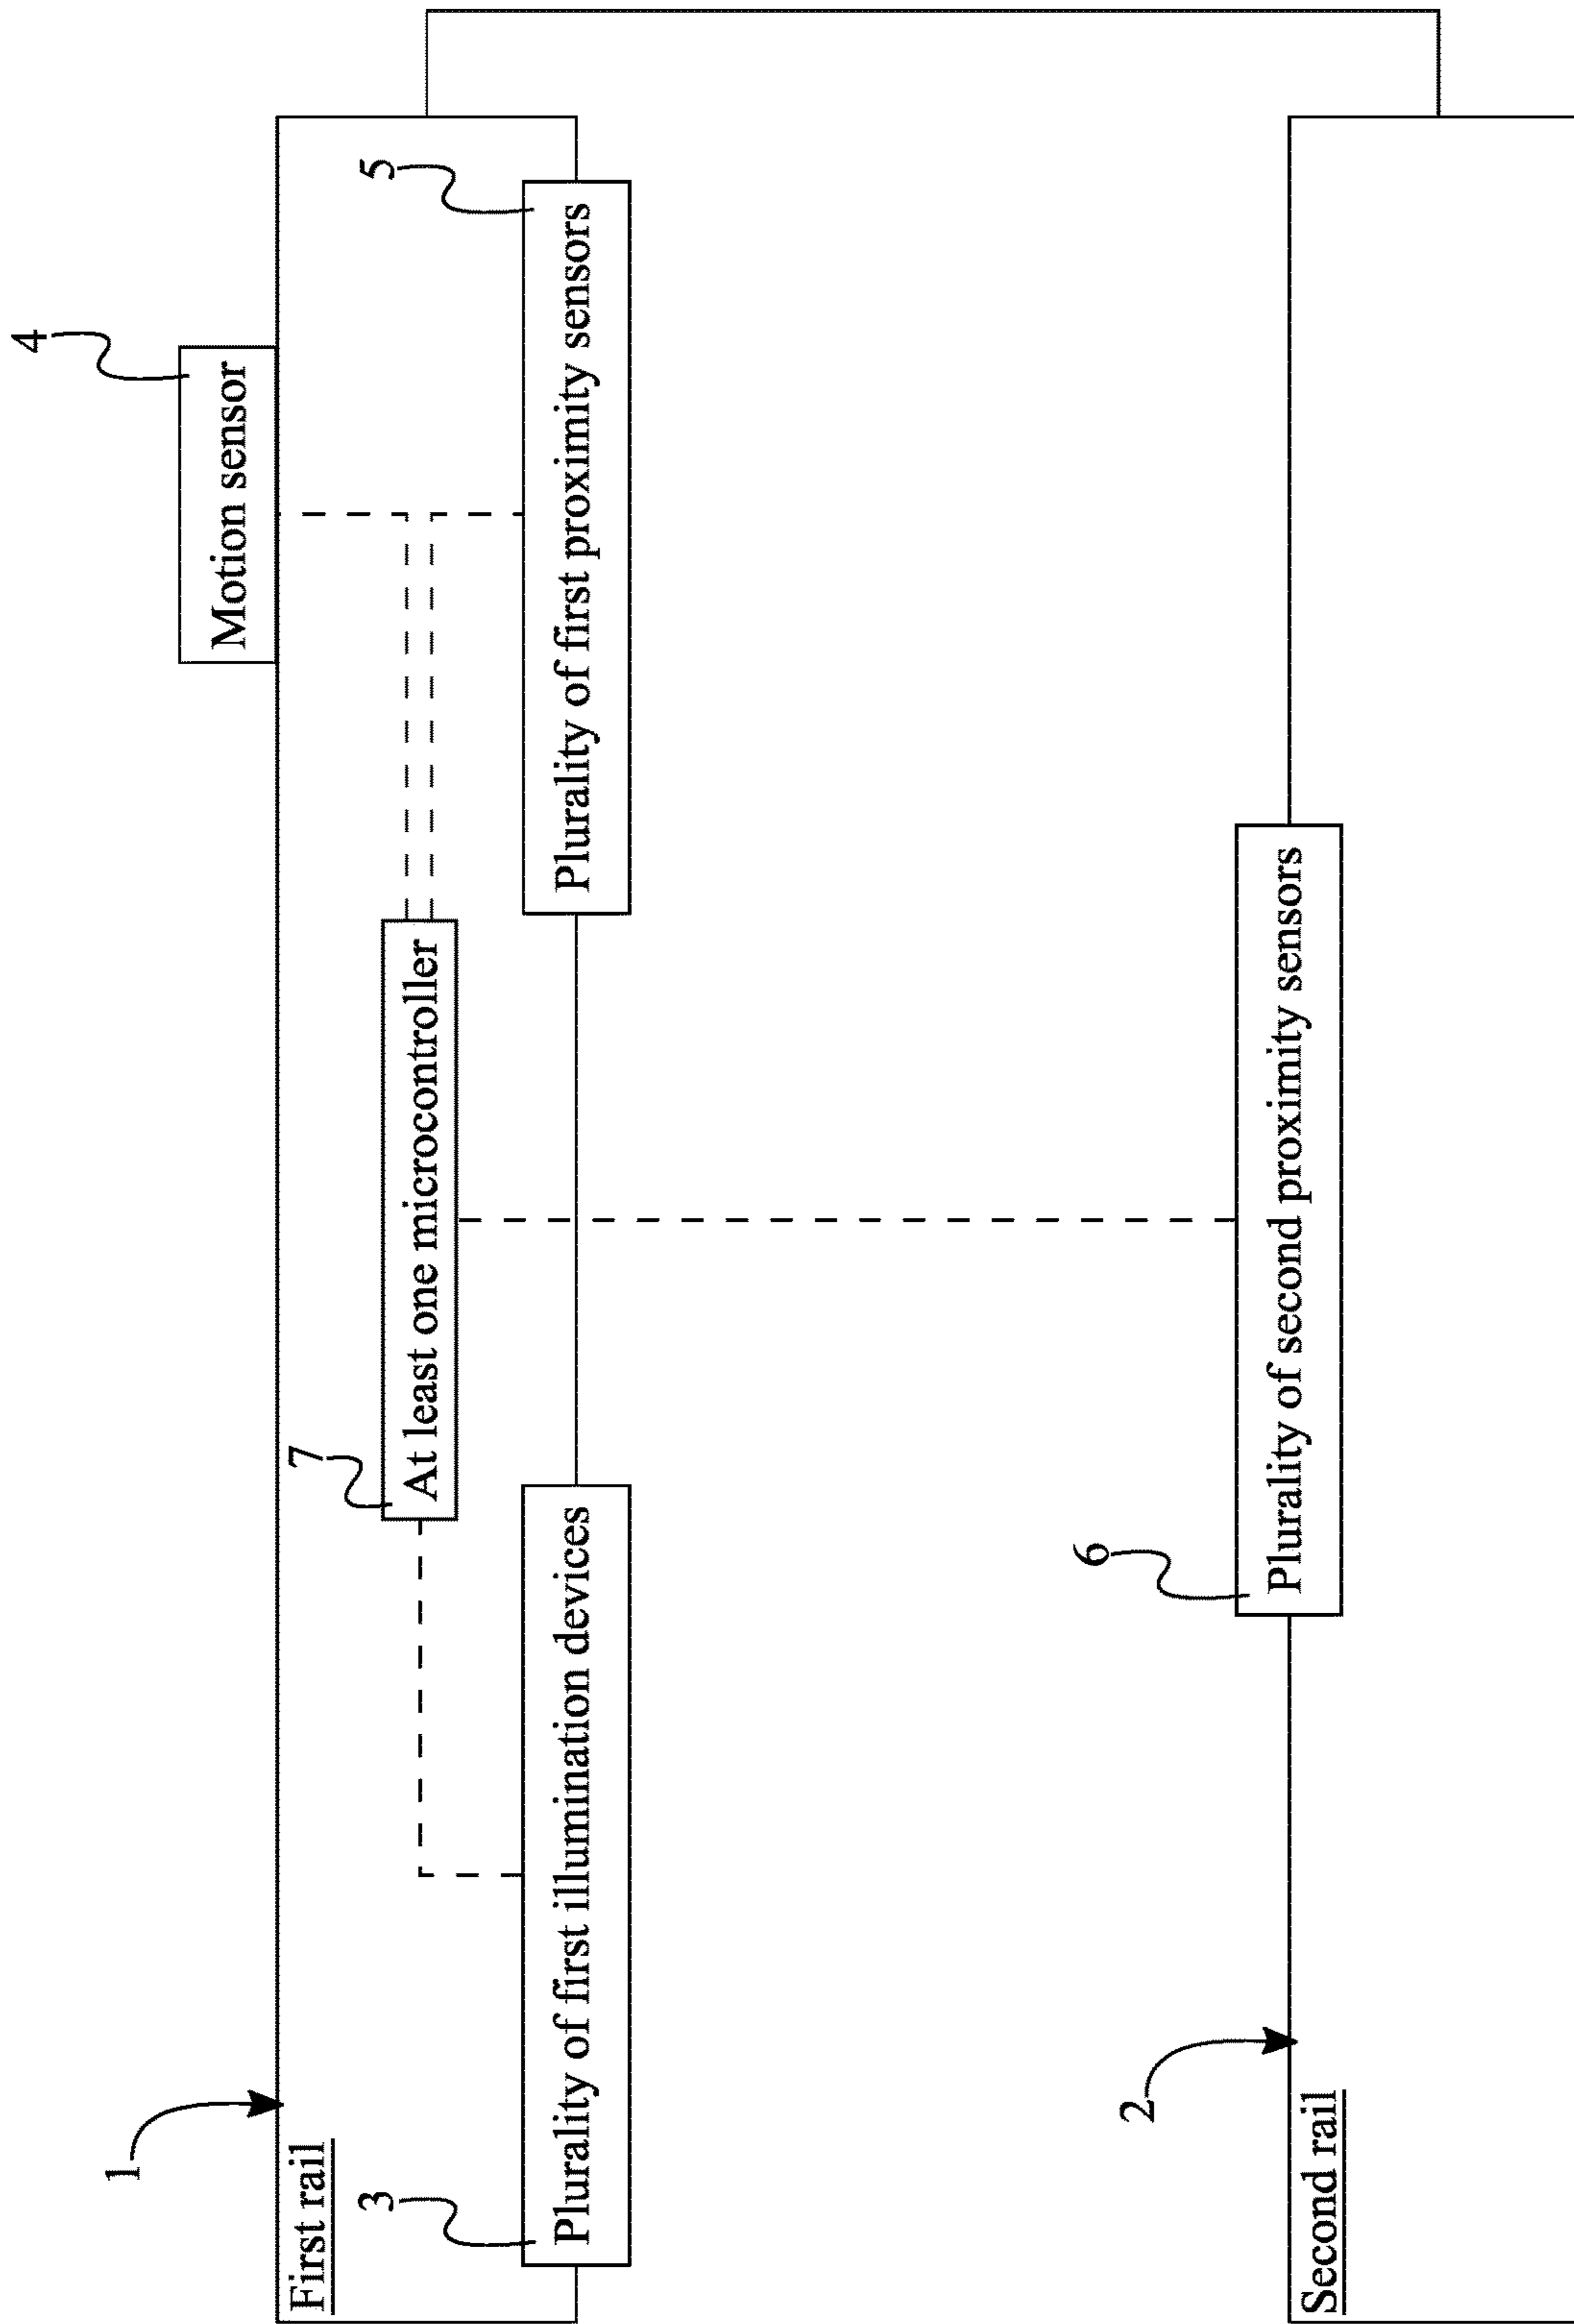 4
Motion sensor
1
First rail
7
At least one microcontroller
3
Plurality of first illumination devices
5
Plurality of first proximity sensors
2
Second rail
6
Plurality of second proximity sensors